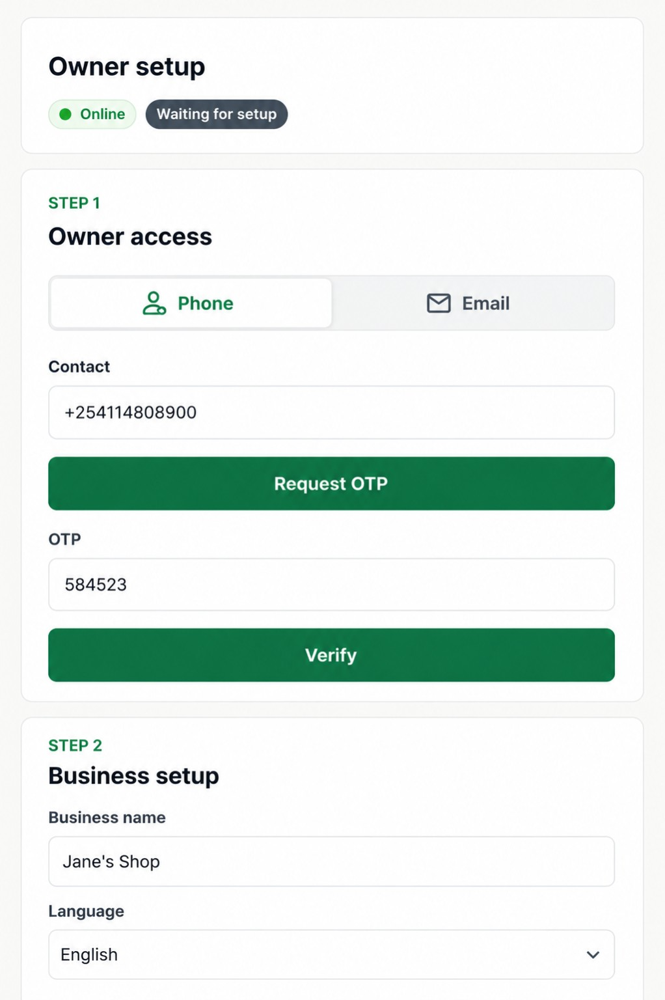 Owner setup
Online
Waiting for setup
STEP 1
Owner access
Phone
Email
Contact
+254114808900
Request OTP
OTP
584523
Verify
STEP 2
Business setup
Business name
Jane's Shop
Language
English